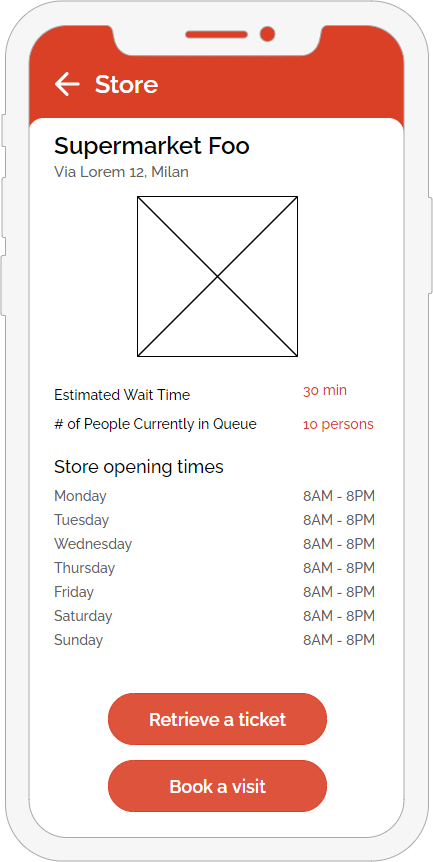 Store
Supermarket Foo
Via Lorem 12, Milan
Estimated Wait Time 30 min
# of People Currently in Queue 10 persons
Store opening times
Monday 8AM - 8PM
Tuesday 8AM - 8PM
Wednesday 8AM - 8PM
Thursday 8AM - 8PM
Friday 8AM - 8PM
Saturday 8AM - 8PM
Sunday 8AM - 8PM
Retrieve a ticket
Book a visit